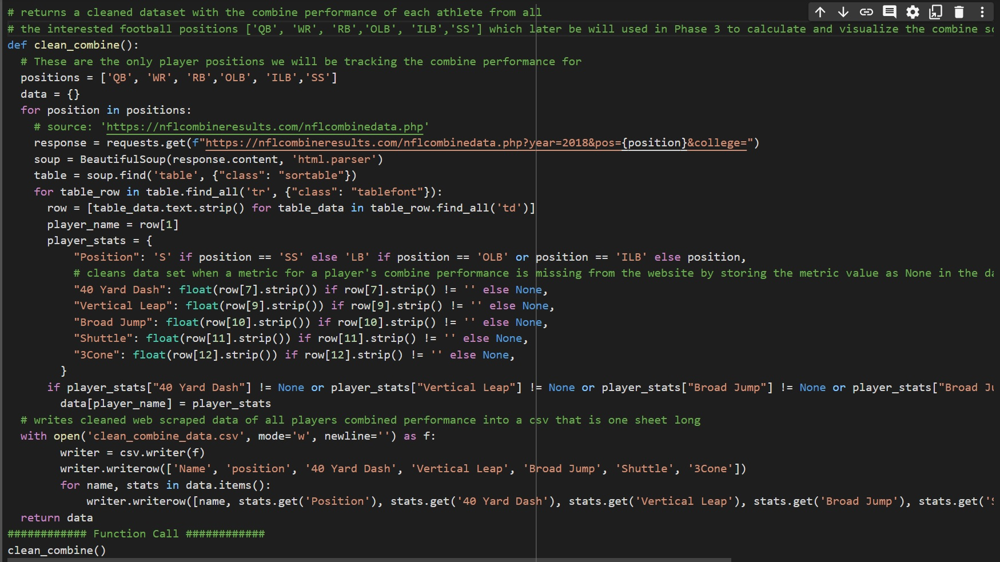 # returns a cleaned dataset with the combine performance of each athlete from all
# the interested football positions ['QB', 'WR', 'RB','OLB', 'ILB','SS'] which later be will used in Phase 3 to calculate and visualize the combine
def clean_combine():
  # These are the only player positions we will be tracking the combine performance for
  positions = ['QB', 'WR', 'RB','OLB', 'ILB','SS']
  data = {}
  for position in positions:
    # source: 'https://nflcombineresults.com/nflcombinedata.php'
    response = requests.get(f"https://nflcombineresults.com/nflcombinedata.php?year=2018&pos={position}&college=")
    soup = BeautifulSoup(response.content, 'html.parser')
    table = soup.find('table', {"class": "sortable"})
    for table_row in table.find_all('tr', {"class": "tablefont"}):
      row = [table_data.text.strip() for table_data in table_row.find_all('td')]
      player_name = row[1]
      player_stats = {
          "Position": 'S' if position == 'SS' else 'LB' if position == 'OLB' or position == 'ILB' else position,
          # cleans data set when a metric for a player's combine performance is missing from the website by storing the metric value as None in the
          "40 Yard Dash": float(row[7].strip()) if row[7].strip() != '' else None,
          "Vertical Leap": float(row[9].strip()) if row[9].strip() != '' else None,
          "Broad Jump": float(row[10].strip()) if row[10].strip() != '' else None,
          "Shuttle": float(row[11].strip()) if row[11].strip() != '' else None,
          "3Cone": float(row[12].strip()) if row[12].strip() != '' else None,
        }
      if player_stats["40 Yard Dash"] != None or player_stats["Vertical Leap"] != None or player_stats["Broad Jump"] != None or player_stats["Broad
        data[player_name] = player_stats
  # writes cleaned web scraped data of all players combined performance into a csv that is one sheet long
  with open('clean_combine_data.csv', mode='w', newline='') as f:
        writer = csv.writer(f)
        writer.writerow(['Name', 'position', '40 Yard Dash', 'Vertical Leap', 'Broad Jump', 'Shuttle', '3Cone'])
        for name, stats in data.items():
            writer.writerow([name, stats.get('Position'), stats.get('40 Yard Dash'), stats.get('Vertical Leap'), stats.get('Broad Jump'), stats.get('
  return data
############ Function Call ############
clean_combine()